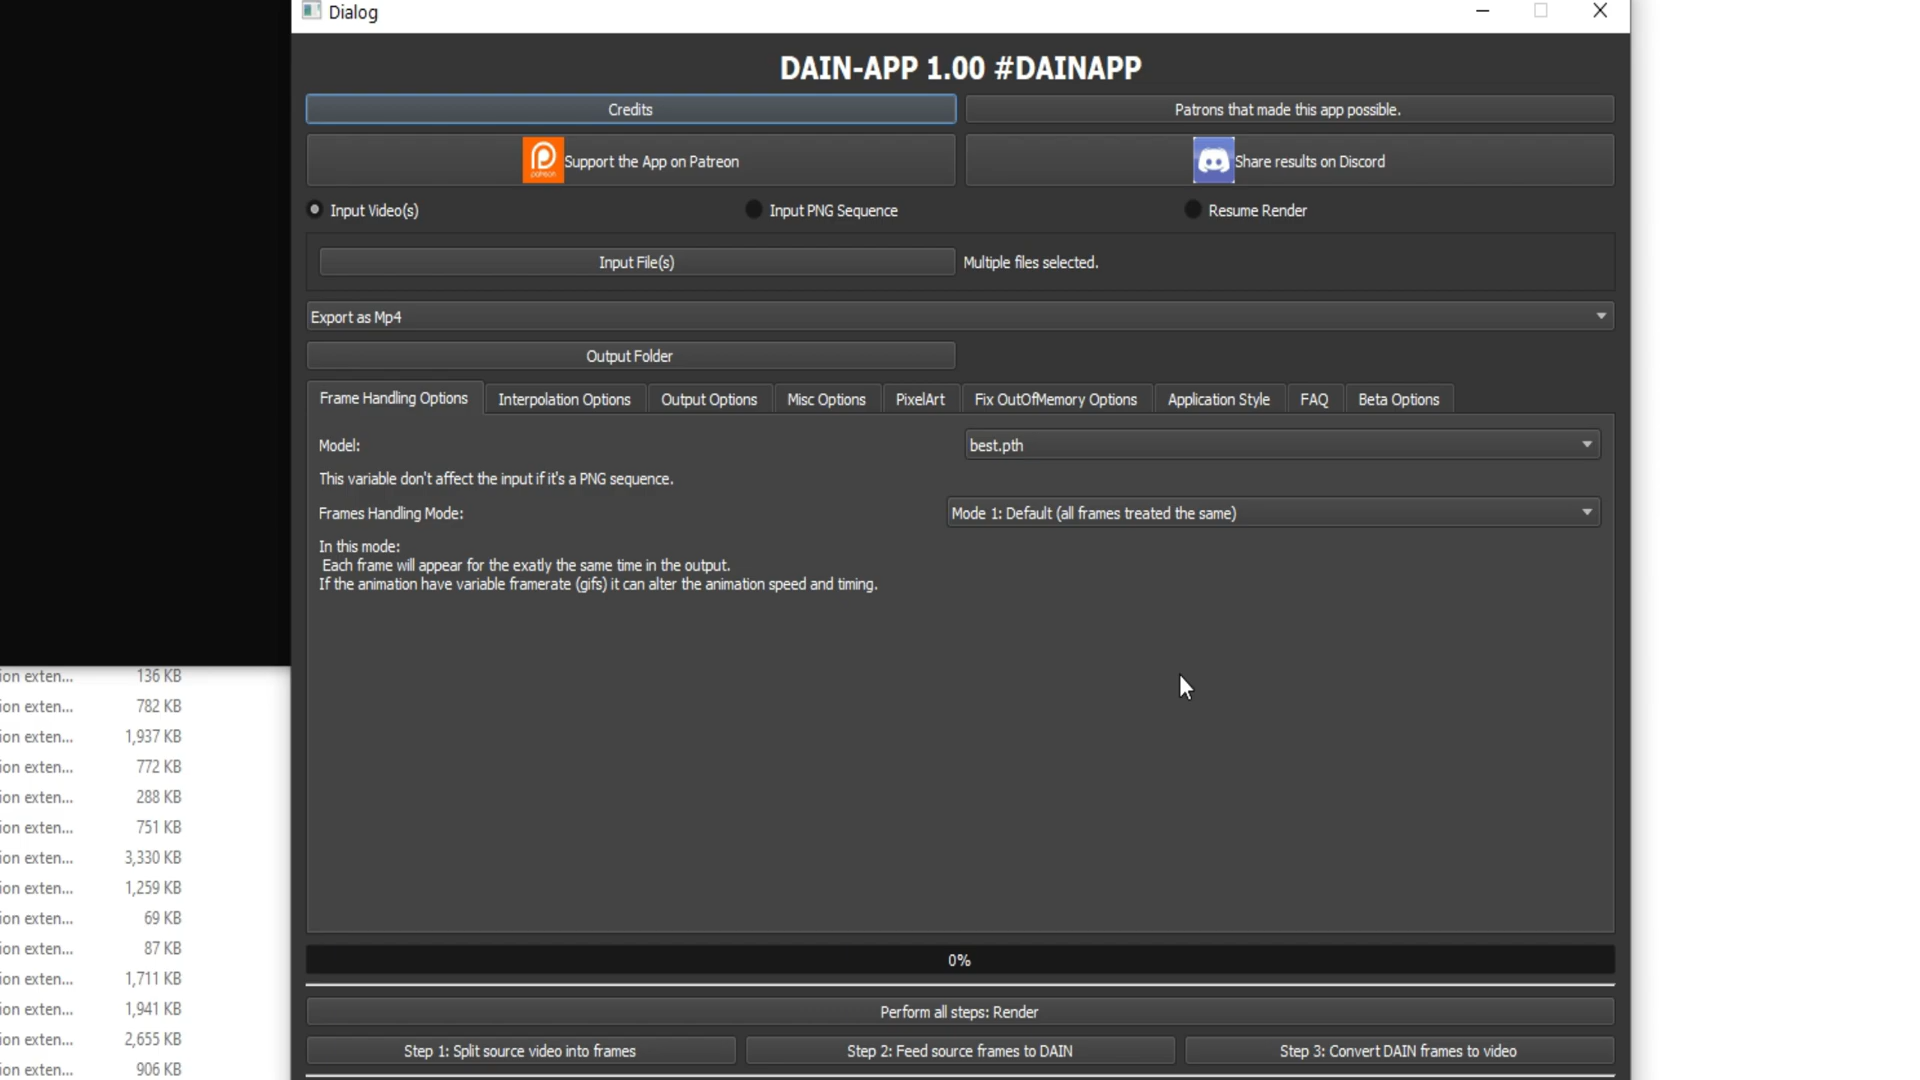 Dialog
DAIN-APP 1.00 #DAINAPP
Credits
Patrons that made this app possible.
patreon
Support the App on Patreon
Share results on Discord
Input Video(s)
Input PNG Sequence
Resume Render
Input File(s)
Multiple files selected.
Export as Mp4
Output Folder
Frame Handling Options
Interpolation Options
Output Options
Misc Options
PixelArt
Fix OutOfMemory Options
Application Style
FAQ
Beta Options
Model:
best.pth
This variable don't affect the input if it's a PNG sequence.
Frames Handling Mode:
Mode 1: Default (all frames treated the same)
In this mode:
Each frame will appear for the exatly the same time in the output.
If the animation have variable framerate (gifs) it can alter the animation speed and timing.
0%
Perform all steps: Render
Step 1: Split source video into frames
Step 2: Feed source frames to DAIN
Step 3: Convert DAIN frames to video
ion exten... 136 KB
ion exten... 782 KB
ion exten... 1,937 KB
ion exten... 772 KB
ion exten... 288 KB
ion exten... 751 KB
ion exten... 3,330 KB
ion exten... 1,259 KB
ion exten... 69 KB
ion exten... 87 KB
ion exten... 1,711 KB
ion exten... 1,941 KB
ion exten... 2,655 KB
ion exten... 906 KB